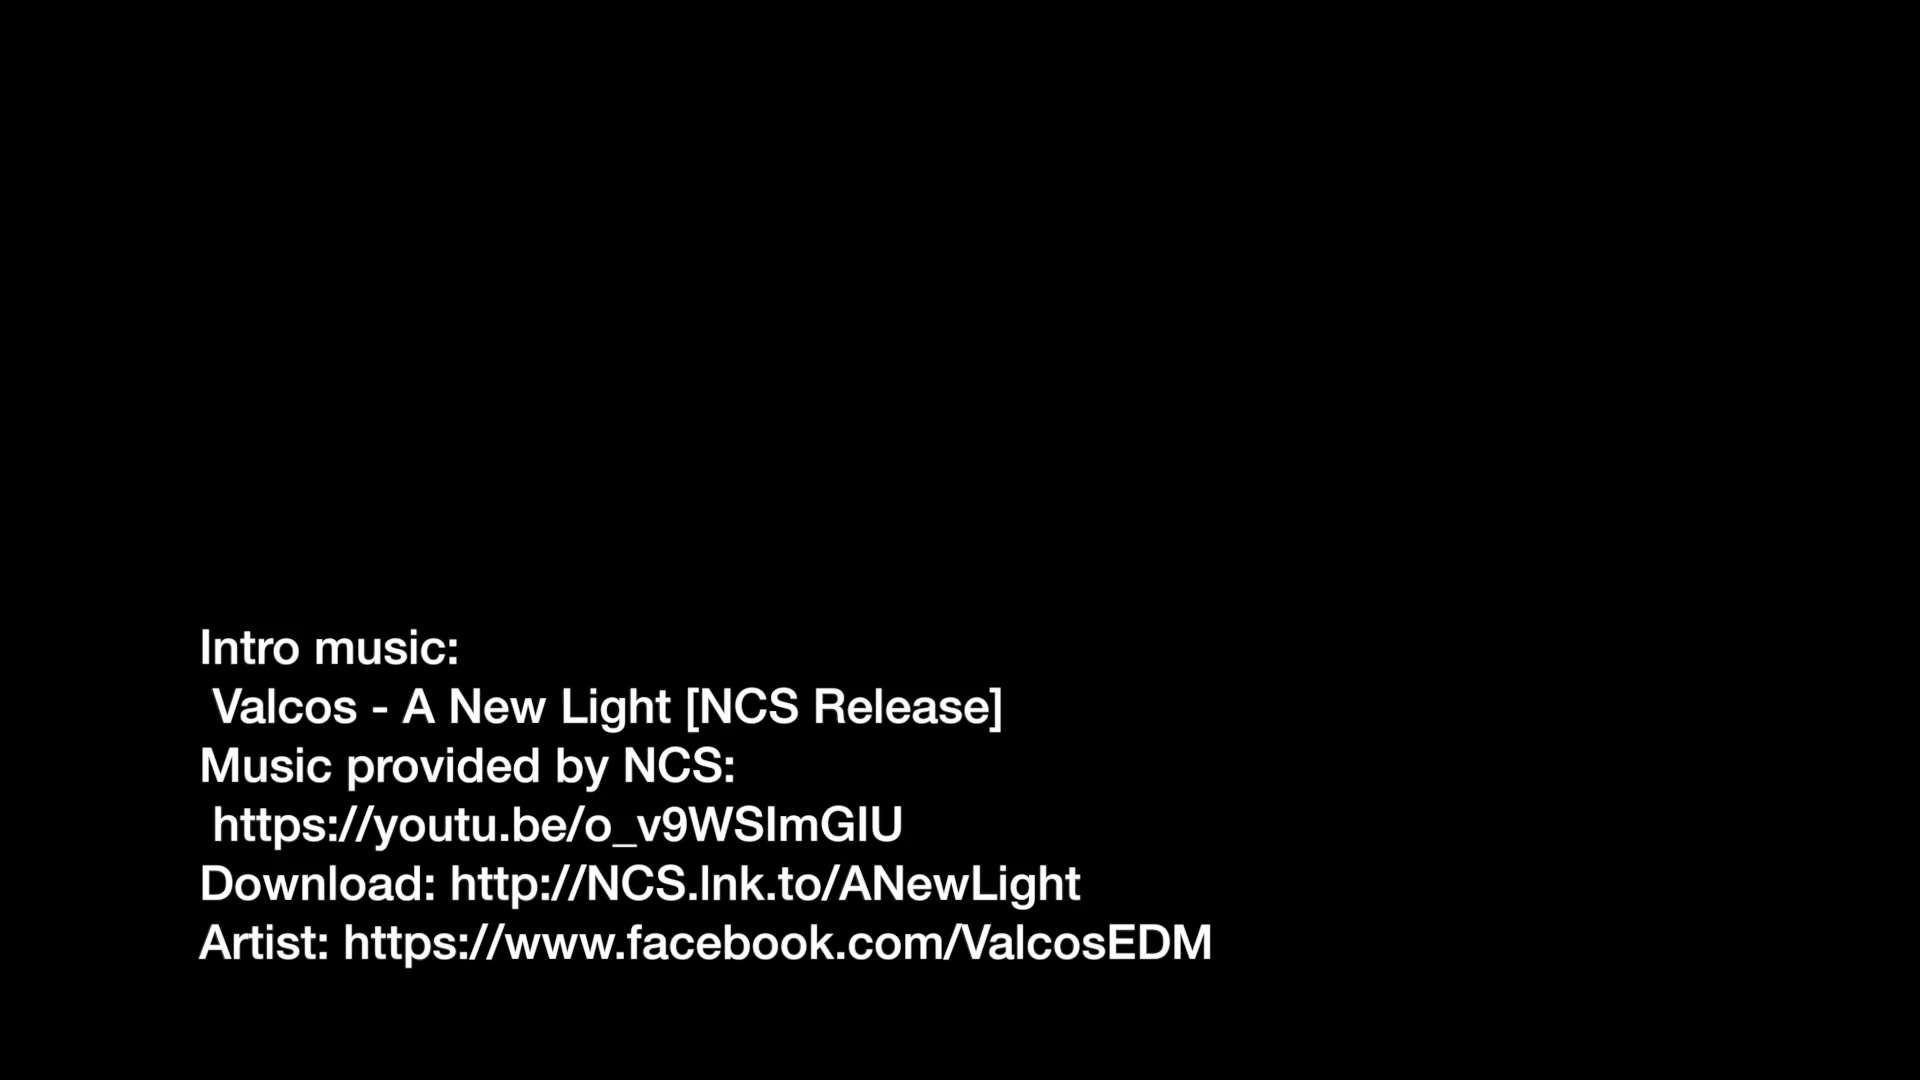 Intro music:
Valcos - A New Light [NCS Release]
Music provided by NCS:
https://youtu.be/o_v9WSImGIU
Download: http://NCS.lnk.to/ANewLight
Artist: https://www.facebook.com/ValcosEDM